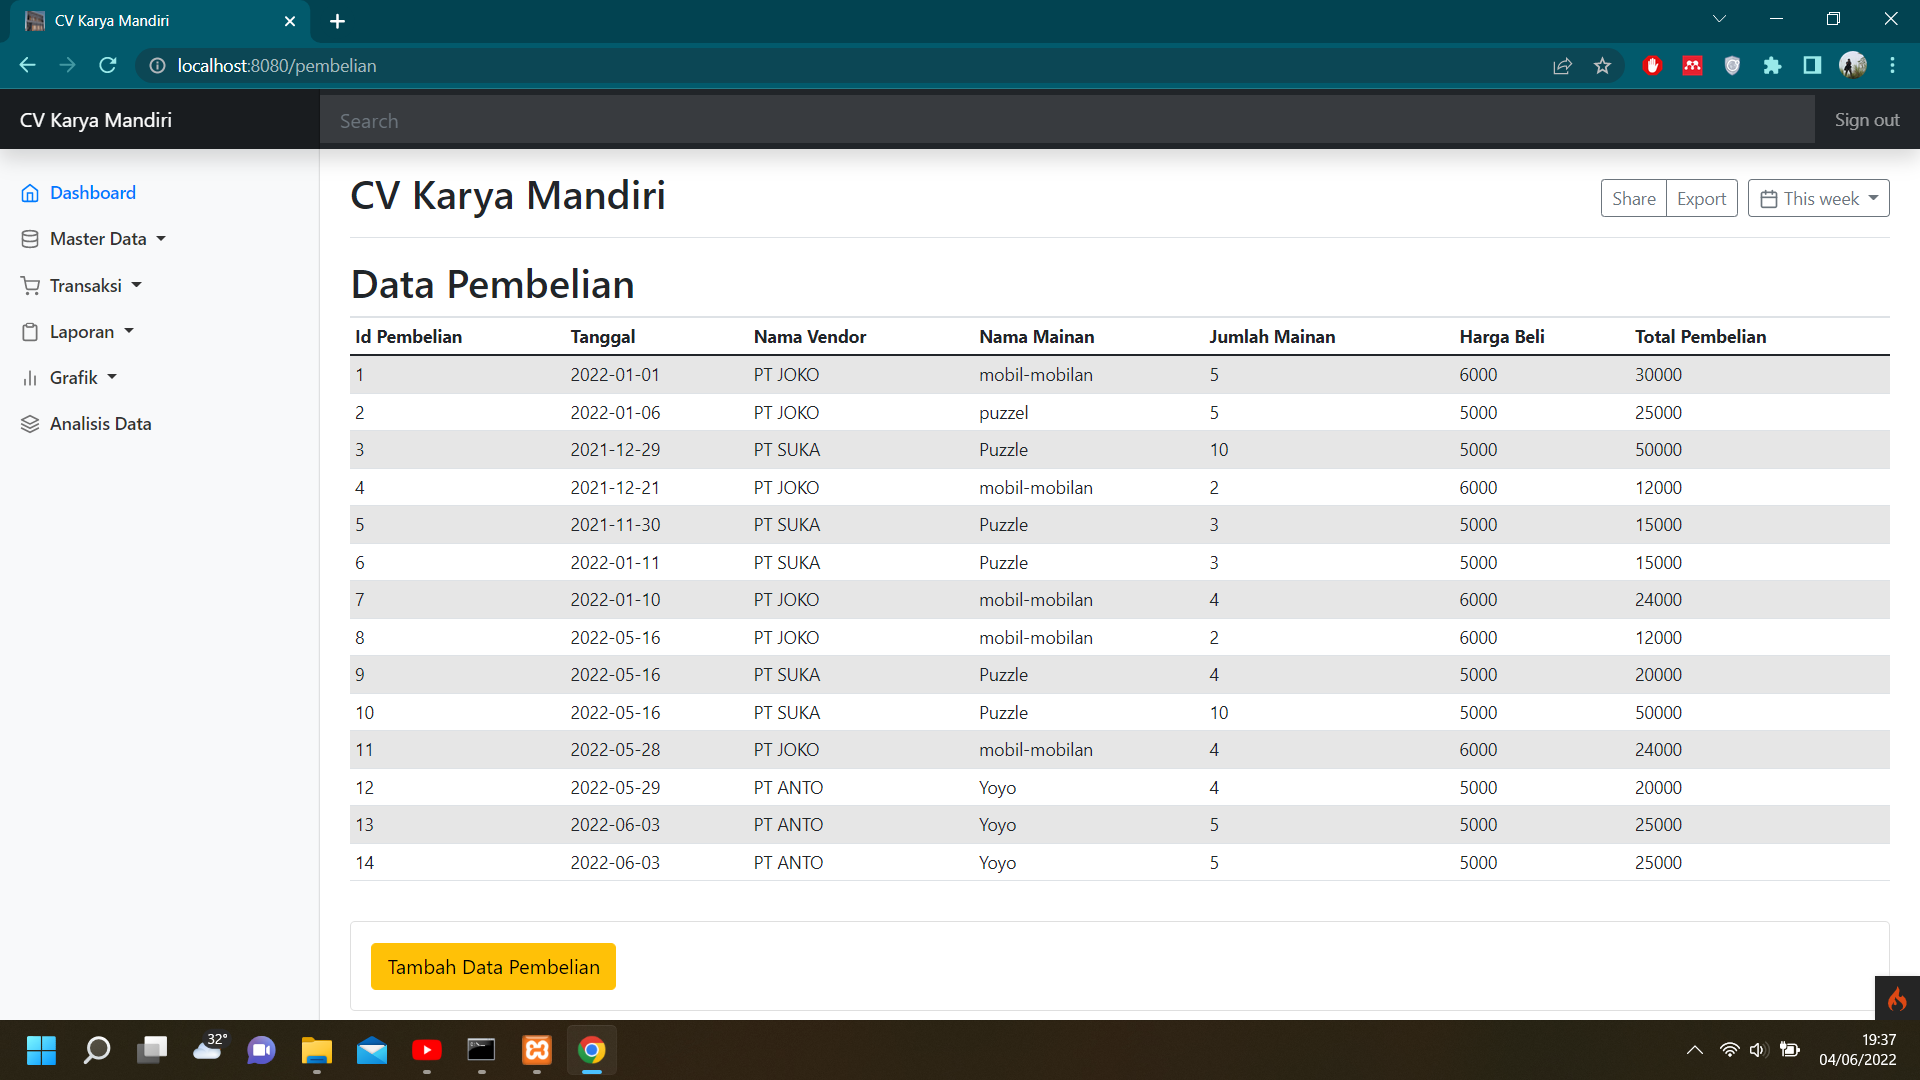 CV Karya Mandiri
localhost:8080/pembelian
CV Karya Mandiri
Search
Sign out
Dashboard
Master Data
Transaksi
Laporan
Grafik
Analisis Data
CV Karya Mandiri
Share Export This week
Data Pembelian
Id Pembelian Tanggal Nama Vendor Nama Mainan Jumlah Mainan Harga Beli Total Pembelian
1 2022-01-01 PT JOKO mobil-mobilan 5 6000 30000
2 2022-01-06 PT JOKO puzzel 5 5000 25000
3 2021-12-29 PT SUKA Puzzle 10 5000 50000
4 2021-12-21 PT JOKO mobil-mobilan 2 6000 12000
5 2021-11-30 PT SUKA Puzzle 3 5000 15000
6 2022-01-11 PT SUKA Puzzle 3 5000 15000
7 2022-01-10 PT JOKO mobil-mobilan 4 6000 24000
8 2022-05-16 PT JOKO mobil-mobilan 2 6000 12000
9 2022-05-16 PT SUKA Puzzle 4 5000 20000
10 2022-05-16 PT SUKA Puzzle 10 5000 50000
11 2022-05-28 PT JOKO mobil-mobilan 4 6000 24000
12 2022-05-29 PT ANTO Yoyo 4 5000 20000
13 2022-06-03 PT ANTO Yoyo 5 5000 25000
14 2022-06-03 PT ANTO Yoyo 5 5000 25000
Tambah Data Pembelian
32°
19:37
04/06/2022